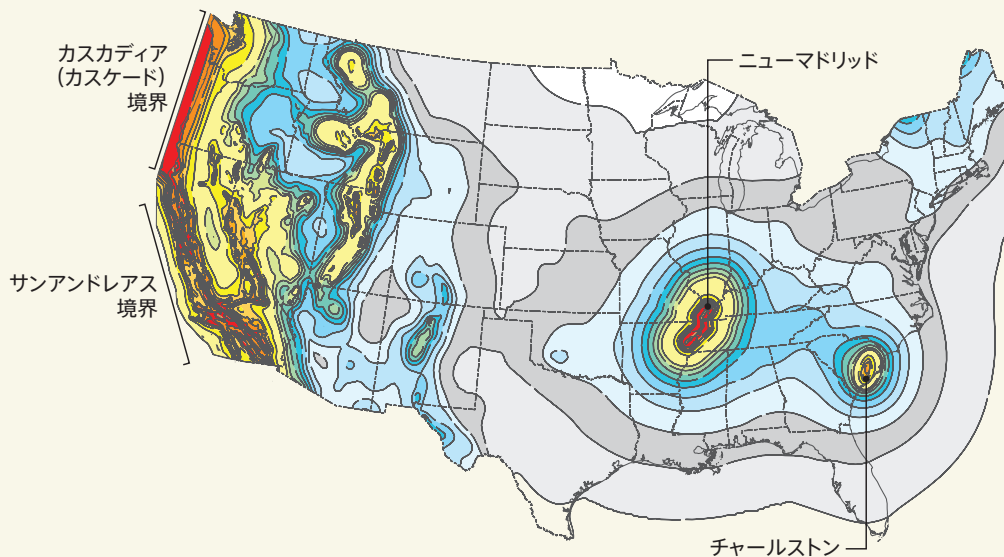 カスカディア
(カスケード)
境界
サンアンドレアス
境界
ニューマドリッド
チャールストン